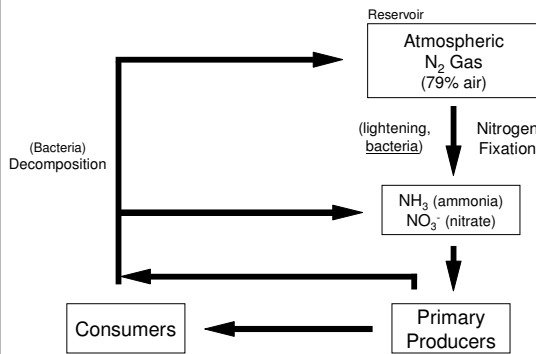 Reservoir
Atmospheric
N₂ Gas
(79% air)
(lightening,
bacteria)
Nitrogen
Fixation
(Bacteria)
Decomposition
NH₃ (ammonia)
NO₃⁻ (nitrate)
Consumers
Primary
Producers